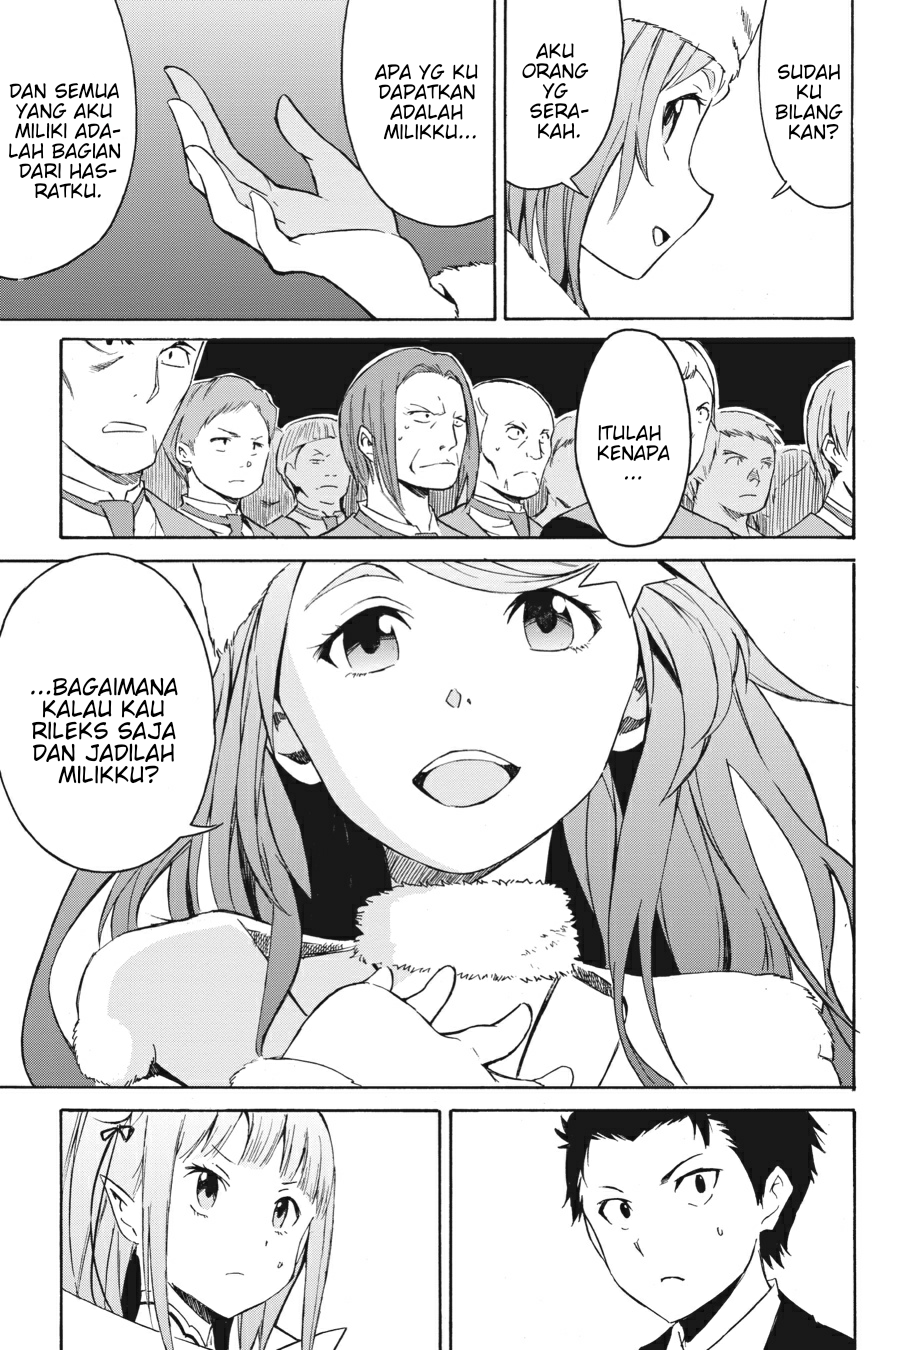 SUDAH
KU
BILANG
KAN?
AKU
ORANG
YG
SERA-
KAH.
APA YG KU
DAPATKAN
ADALAH
MILIKKU...
DAN SEMUA
YANG AKU
MILIKI ADA-
LAH BAGIAN
DARI HAS-
RATKU.
ITULAH
KENAPA
...
...BAGAIMANA
KALAU KAU
RILEKS SAJA
DAN JADILAH
MILIKKU?